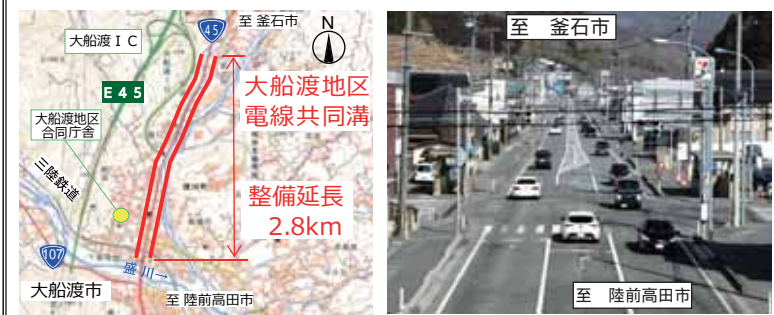 45
至 釜石市
N
大船渡ＩＣ
E45
大船渡地区
電線共同溝
大船渡地区
合同庁舎
三陸鉄道
整備延長
2.8km
107
盛川→
大船渡市
至 陸前高田市
至 釜石市
至 陸前高田市